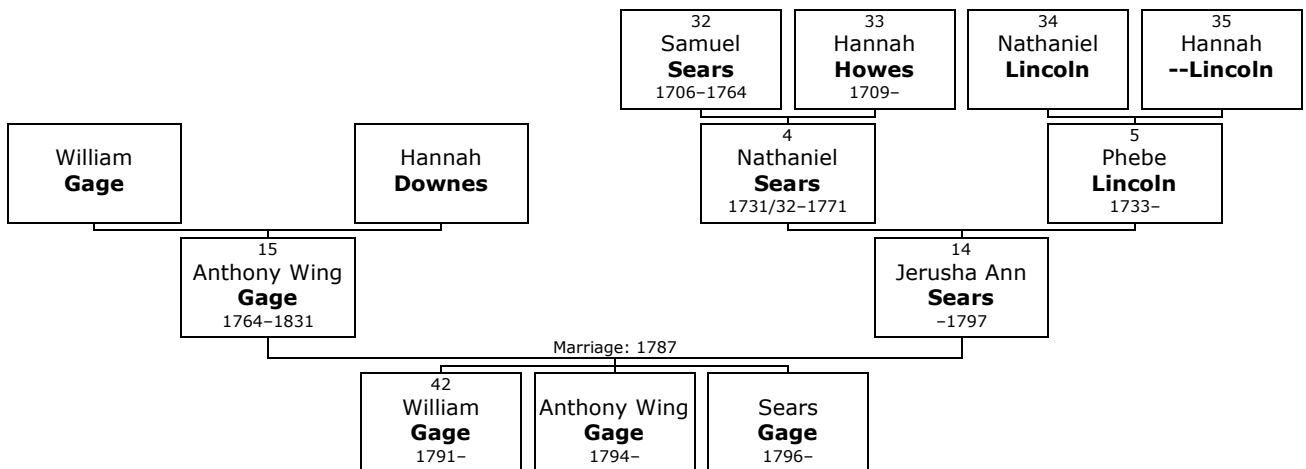 32
Samuel
Sears
1706–1764
33
Hannah
Howes
1709–
34
Nathaniel
Lincoln
35
Hannah
--Lincoln
William
Gage
Hannah
Downes
4
Nathaniel
Sears
1731/32–1771
5
Phebe
Lincoln
1733–
15
Anthony Wing
Gage
1764–1831
14
Jerusha Ann
Sears
–1797
Marriage: 1787
42
William
Gage
1791–
Anthony Wing
Gage
1794–
Sears
Gage
1796–